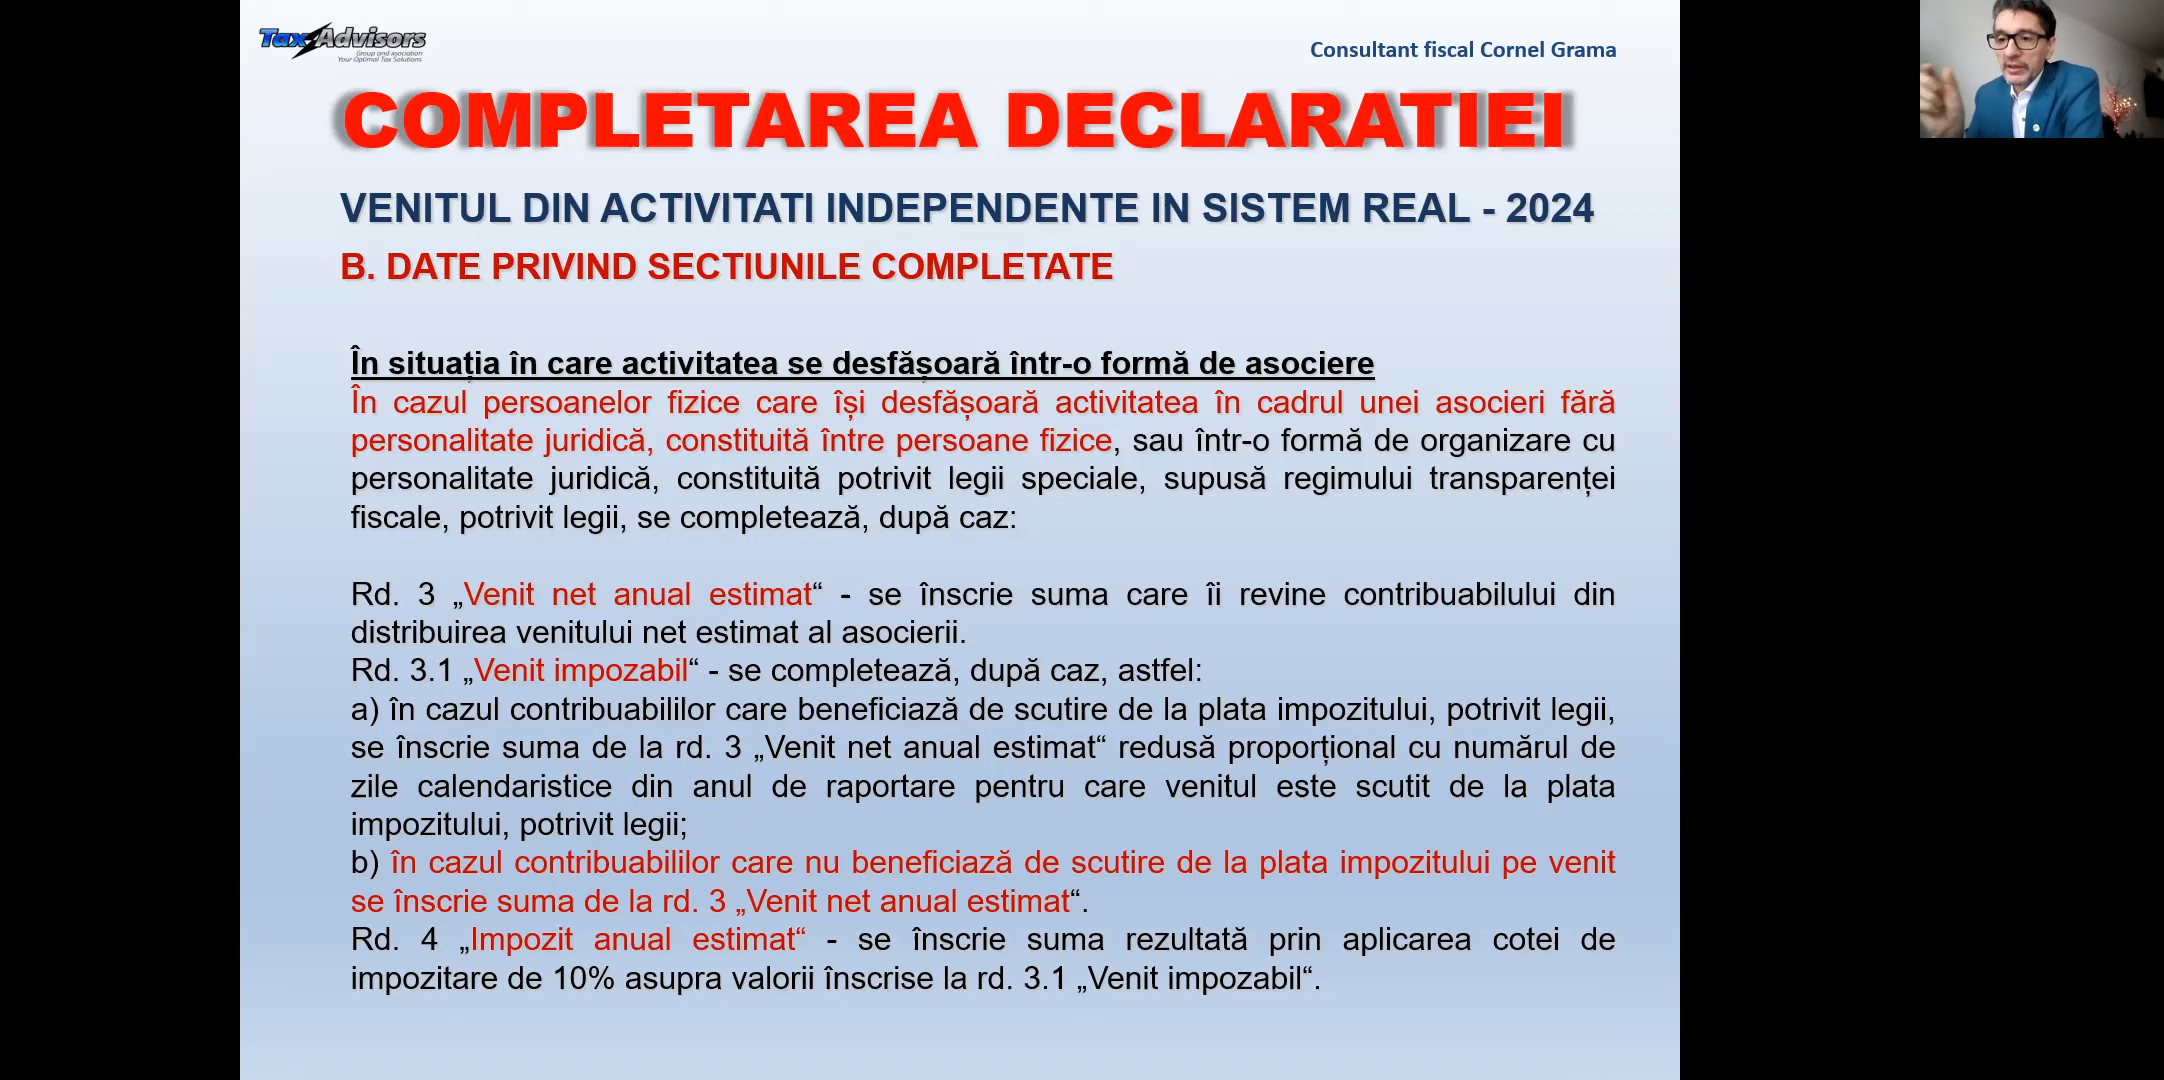 Tax Advisors
Group and asociation
Your Optimal Tax Solutions
Consultant fiscal Cornel Grama
COMPLETAREA DECLARATIEI
VENITUL DIN ACTIVITATI INDEPENDENTE IN SISTEM REAL - 2024
B. DATE PRIVIND SECTIUNILE COMPLETATE
În situația în care activitatea se desfășoară într-o formă de asociere
În cazul persoanelor fizice care își desfășoară activitatea în cadrul unei asocieri fără
personalitate juridică, constituită între persoane fizice, sau într-o formă de organizare cu
personalitate juridică, constituită potrivit legii speciale, supusă regimului transparenței
fiscale, potrivit legii, se completează, după caz:
Rd. 3 „Venit net anual estimat“ - se înscrie suma care îi revine contribuabilului din
distribuirea venitului net estimat al asocierii.
Rd. 3.1 „Venit impozabil“ - se completează, după caz, astfel:
a) în cazul contribuabililor care beneficiază de scutire de la plata impozitului, potrivit legii,
se înscrie suma de la rd. 3 „Venit net anual estimat“ redusă proporțional cu numărul de
zile calendaristice din anul de raportare pentru care venitul este scutit de la plata
impozitului, potrivit legii;
b) în cazul contribuabililor care nu beneficiază de scutire de la plata impozitului pe venit
se înscrie suma de la rd. 3 „Venit net anual estimat“.
Rd. 4 „Impozit anual estimat“ - se înscrie suma rezultată prin aplicarea cotei de
impozitare de 10% asupra valorii înscrise la rd. 3.1 „Venit impozabil“.